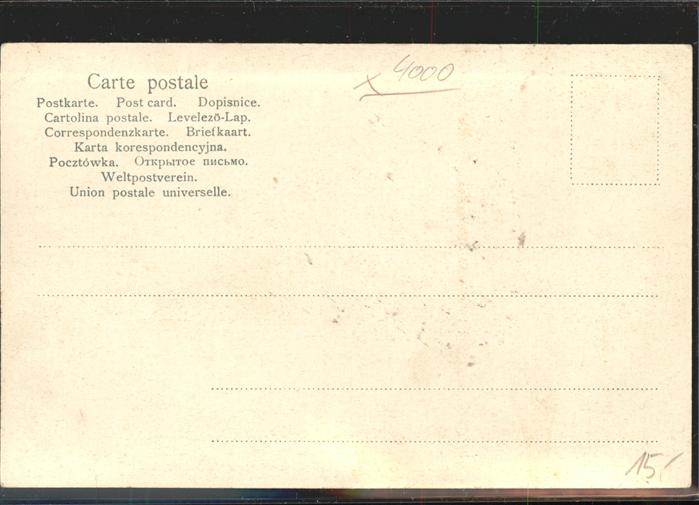 x 4000
Carte postale
Postkarte. Post card. Dopisnice.
Cartolina postale. Levelezõ-Lap.
Correspondenzkarte. Briefkaart.
Karta korespondencyjna.
Pocztówka. Открытое письмо.
Weltpostverein.
Union postale universelle.
15,-